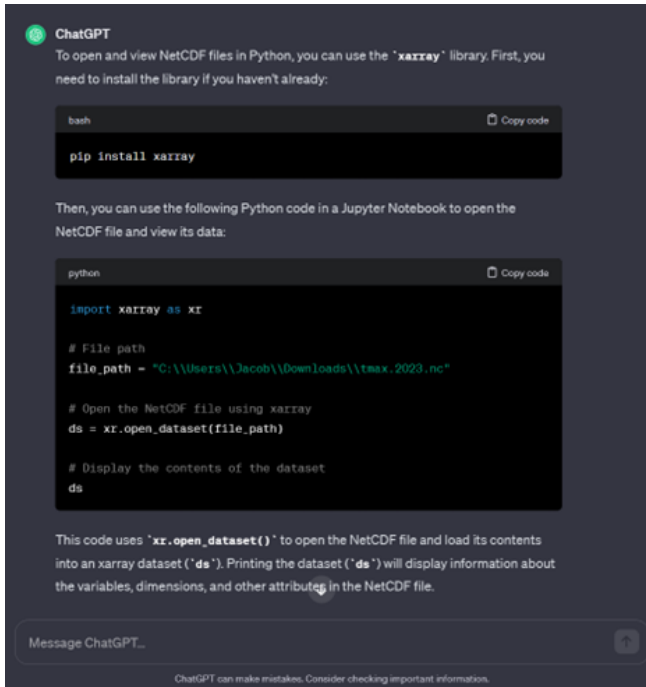 ChatGPT
To open and view NetCDF files in Python, you can use the `xarray` library. First, you
need to install the library if you haven't already:
bash Copy code
pip install xarray
Then, you can use the following Python code in a Jupyter Notebook to open the
NetCDF file and view its data:
python Copy code
import xarray as xr
# File path
file_path = "C:\\Users\\Jacob\\Downloads\\tmax.2023.nc"
# Open the NetCDF file using xarray
ds = xr.open_dataset(file_path)
# Display the contents of the dataset
ds
This code uses `xr.open_dataset()` to open the NetCDF file and load its contents
into an xarray dataset (`ds`). Printing the dataset (`ds`) will display information about
the variables, dimensions, and other attributes in the NetCDF file.
Message ChatGPT...
ChatGPT can make mistakes. Consider checking important information.